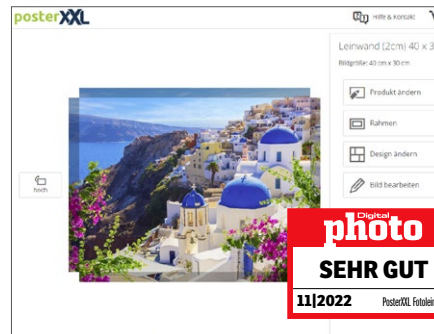 posterXXL
Hilfe & Kontakt
Leinwand (2cm) 40 x 3
Bildgröße: 40 cm x 30 cm
Produkt ändern
Rahmen
Design ändern
Bild bearbeiten
hoch
Digital
photo
SEHR GUT
11|2022 PosterXXL Fotolein